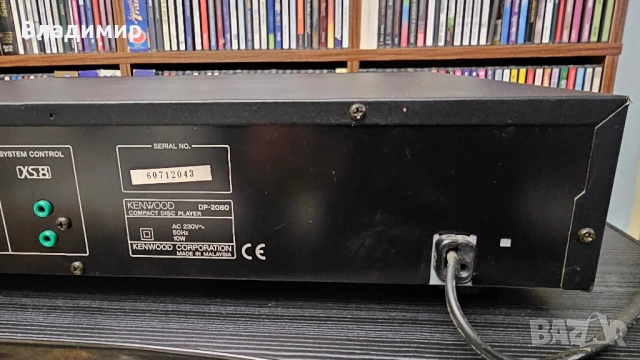 Владимир
SYSTEM CONTROL
XS8
SERIAL NO.
60712043
KENWOOD DP-2080
COMPACT DISC PLAYER
AC 230V~
50Hz
10W
KENWOOD CORPORATION
MADE IN MALAYSIA
CE
BAZAR